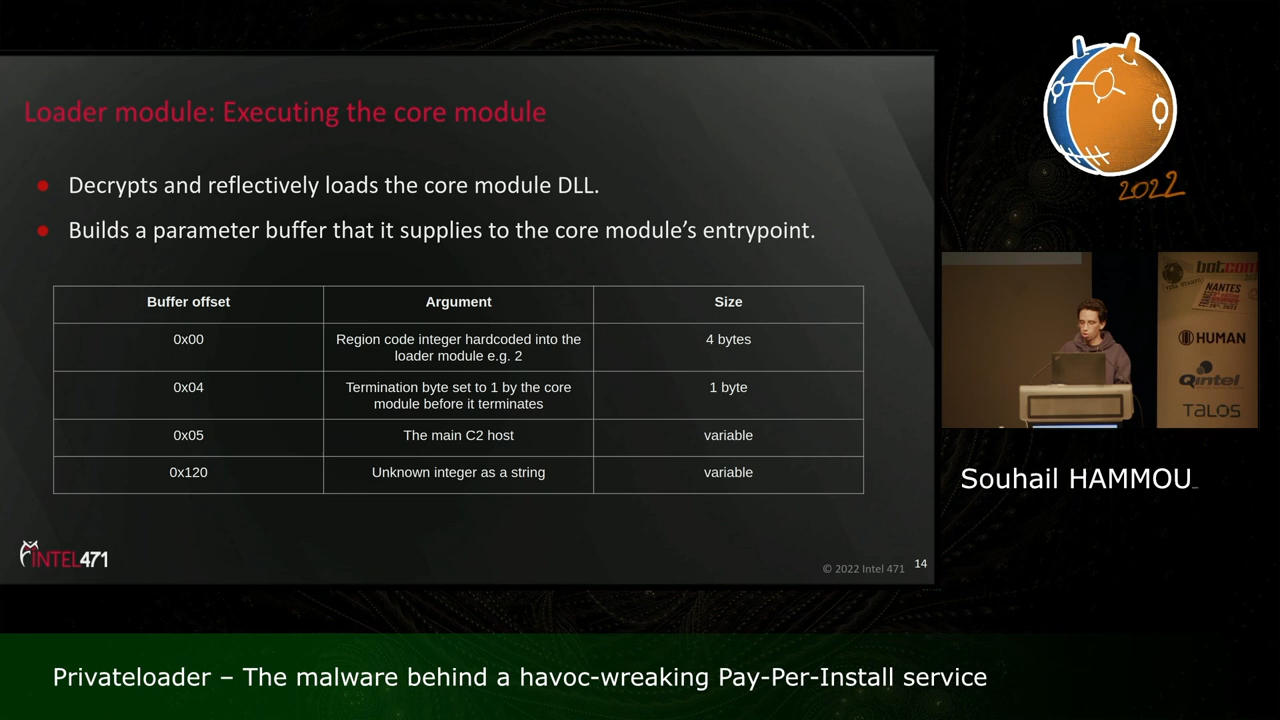 Loader module: Executing the core module
● Decrypts and reflectively loads the core module DLL.
● Builds a parameter buffer that it supplies to the core module’s entrypoint.
Buffer offset Argument Size
0x00 Region code integer hardcoded into the loader module e.g. 2 4 bytes
0x04 Termination byte set to 1 by the core module before it terminates 1 byte
0x05 The main C2 host variable
0x120 Unknown integer as a string variable
INTEL471
© 2022 Intel 471 14
2022
botcon
NANTES
HUMAN
Qintel
TALOS
Souhail HAMMOU_
Privateloader – The malware behind a havoc-wreaking Pay-Per-Install service